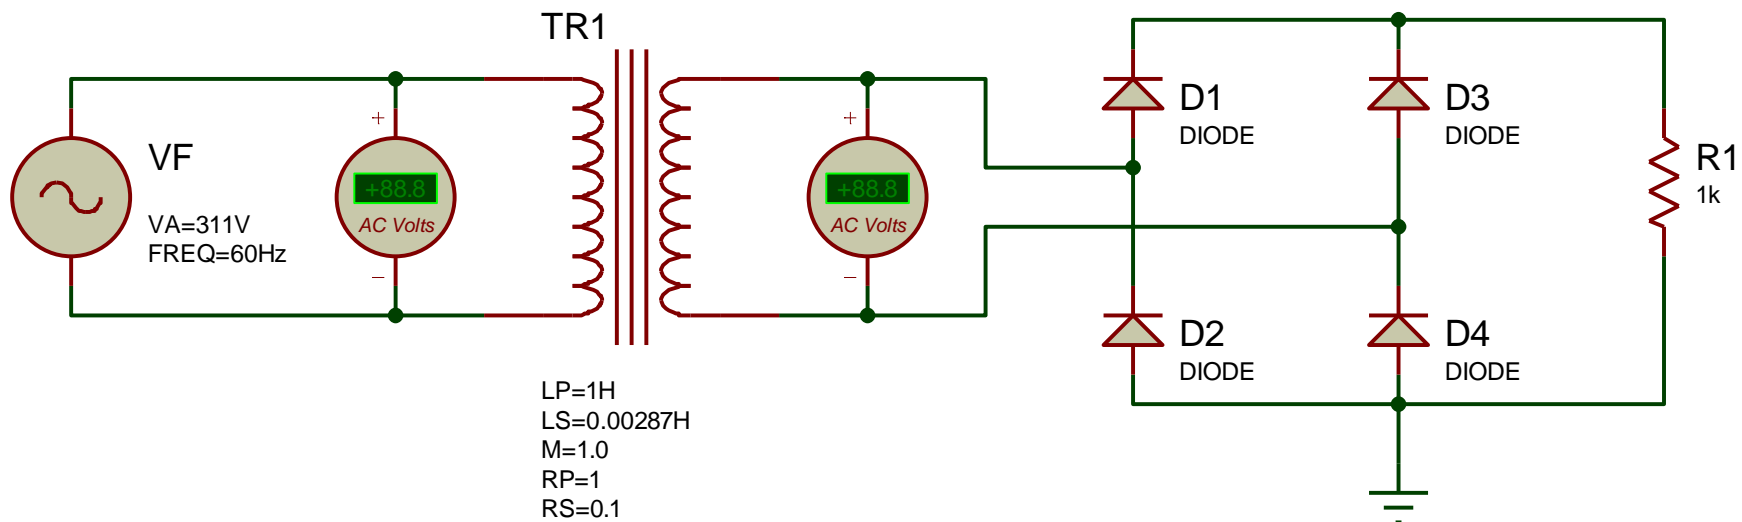 TR1
VF
VA=311V
FREQ=60Hz
+
+88.8
AC Volts
−
+
+88.8
AC Volts
−
LP=1H
LS=0.00287H
M=1.0
RP=1
RS=0.1
D1
DIODE
D3
DIODE
R1
1k
D2
DIODE
D4
DIODE